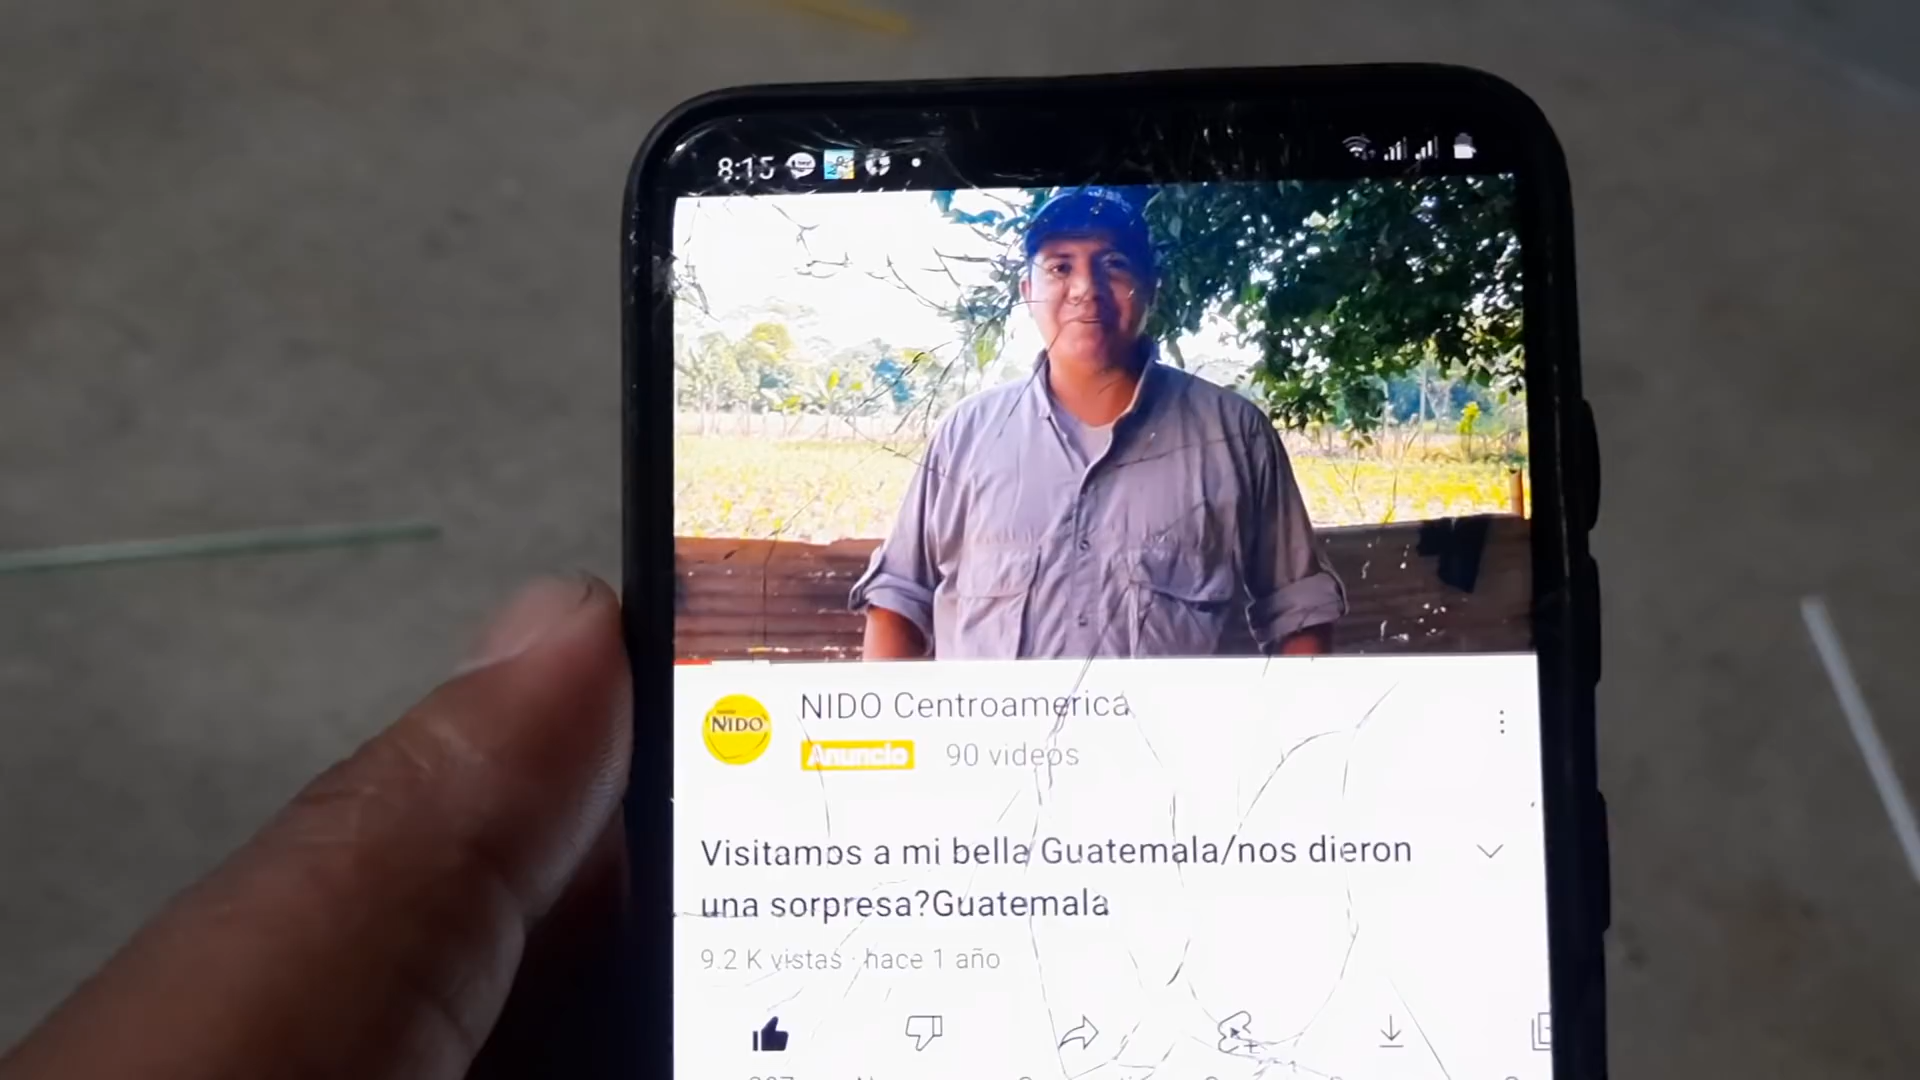 8:15
NIDO
NIDO Centroamerica
Anuncio 90 videos
Visitamos a mi bella Guatemala/nos dieron
una sorpresa?Guatemala
9.2 K vistas · hace 1 año